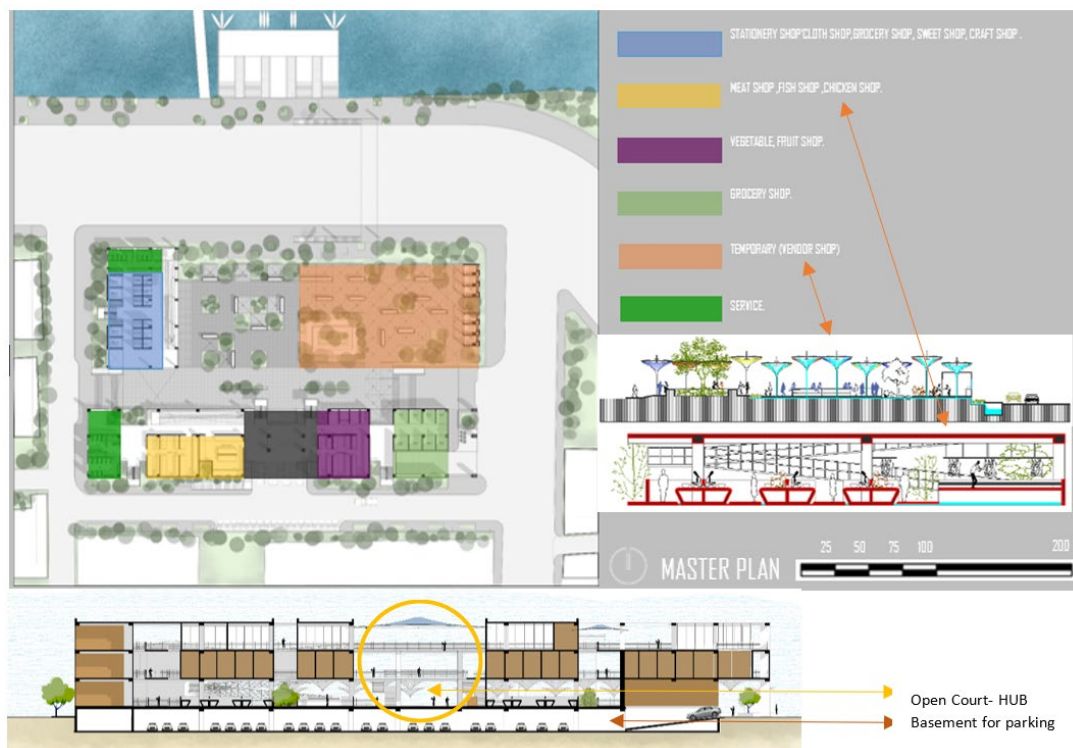 STATIONERY SHOP'CLOTH SHOP,GROCERY SHOP, SWEET SHOP, CRAFT SHOP .
MEAT SHOP ,FISH SHOP ,CHICKEN SHOP.
VEGETABLE, FRUIT SHOP.
GROCERY SHOP.
TEMPORARY (VENDOR SHOP)
SERVICE.
MASTER PLAN
25 50 75 100 200
Open Court- HUB
Basement for parking